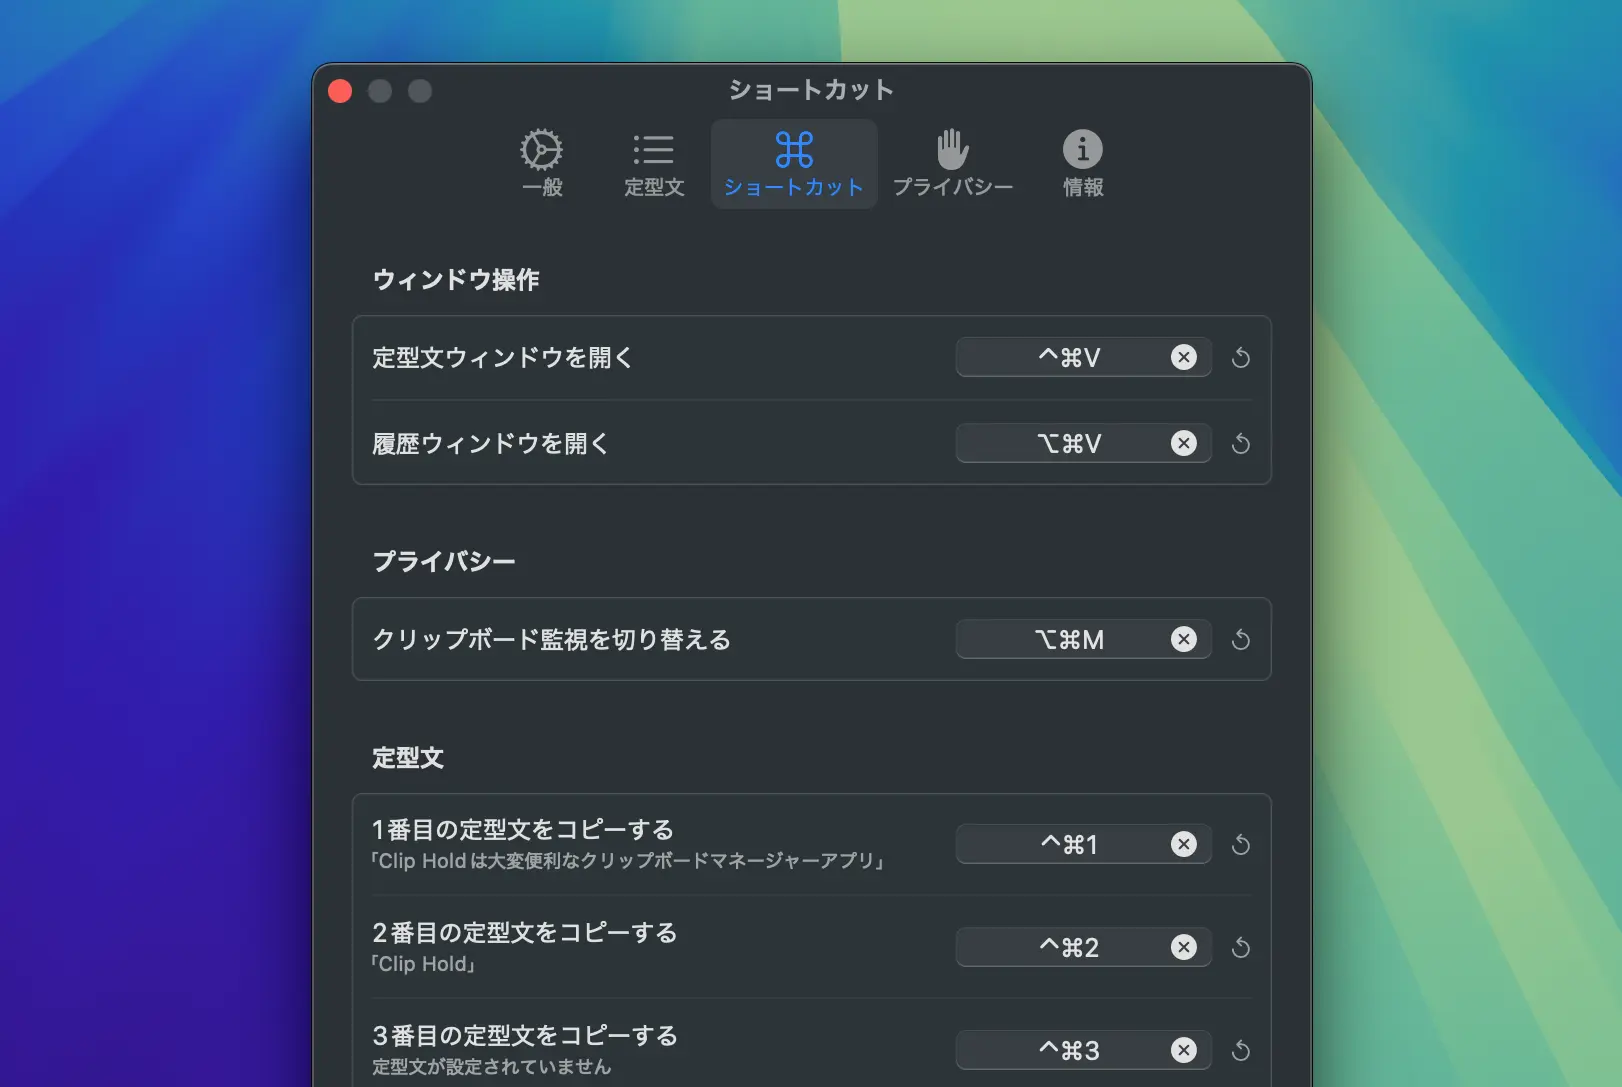 ショートカット
一般
定型文
ショートカット
プライバシー
情報
ウィンドウ操作
定型文ウィンドウを開く
^⌘V
履歴ウィンドウを開く
⌥⌘V
プライバシー
クリップボード監視を切り替える
⌥⌘M
定型文
1番目の定型文をコピーする
^⌘1
「Clip Holdは大変便利なクリップボードマネージャーアプリ」
2番目の定型文をコピーする
^⌘2
「Clip Hold」
3番目の定型文をコピーする
^⌘3
定型文が設定されていません